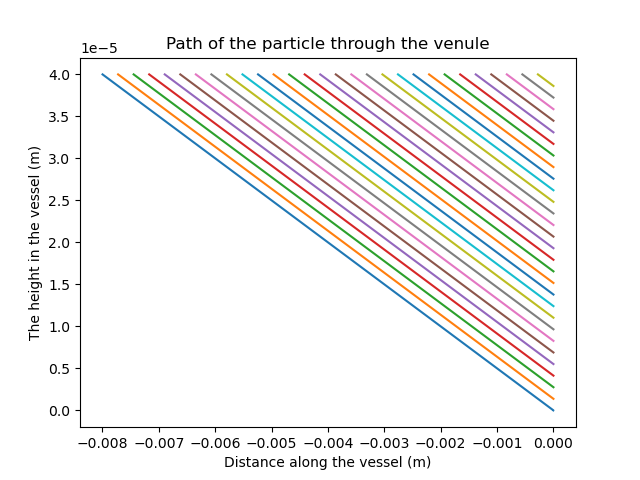 Path of the particle through the venule
1e−5
4.0
3.5
3.0
2.5
2.0
1.5
1.0
0.5
0.0
The height in the vessel (m)
−0.008 −0.007 −0.006 −0.005 −0.004 −0.003 −0.002 −0.001 0.000
Distance along the vessel (m)